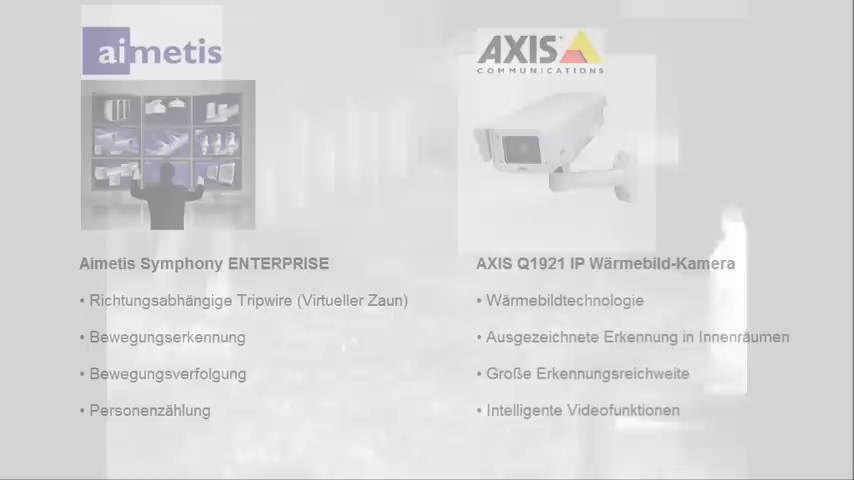 aimetis
Aimetis Symphony ENTERPRISE
• Richtungsabhängige Tripwire (Virtueller Zaun)
• Bewegungserkennung
• Bewegungsverfolgung
• Personenzählung
AXIS
COMMUNICATIONS
AXIS Q1921 IP Wärmebild-Kamera
• Wärmebildtechnologie
• Ausgezeichnete Erkennung in Innenräumen
• Große Erkennungsreichweite
• Intelligente Videofunktionen